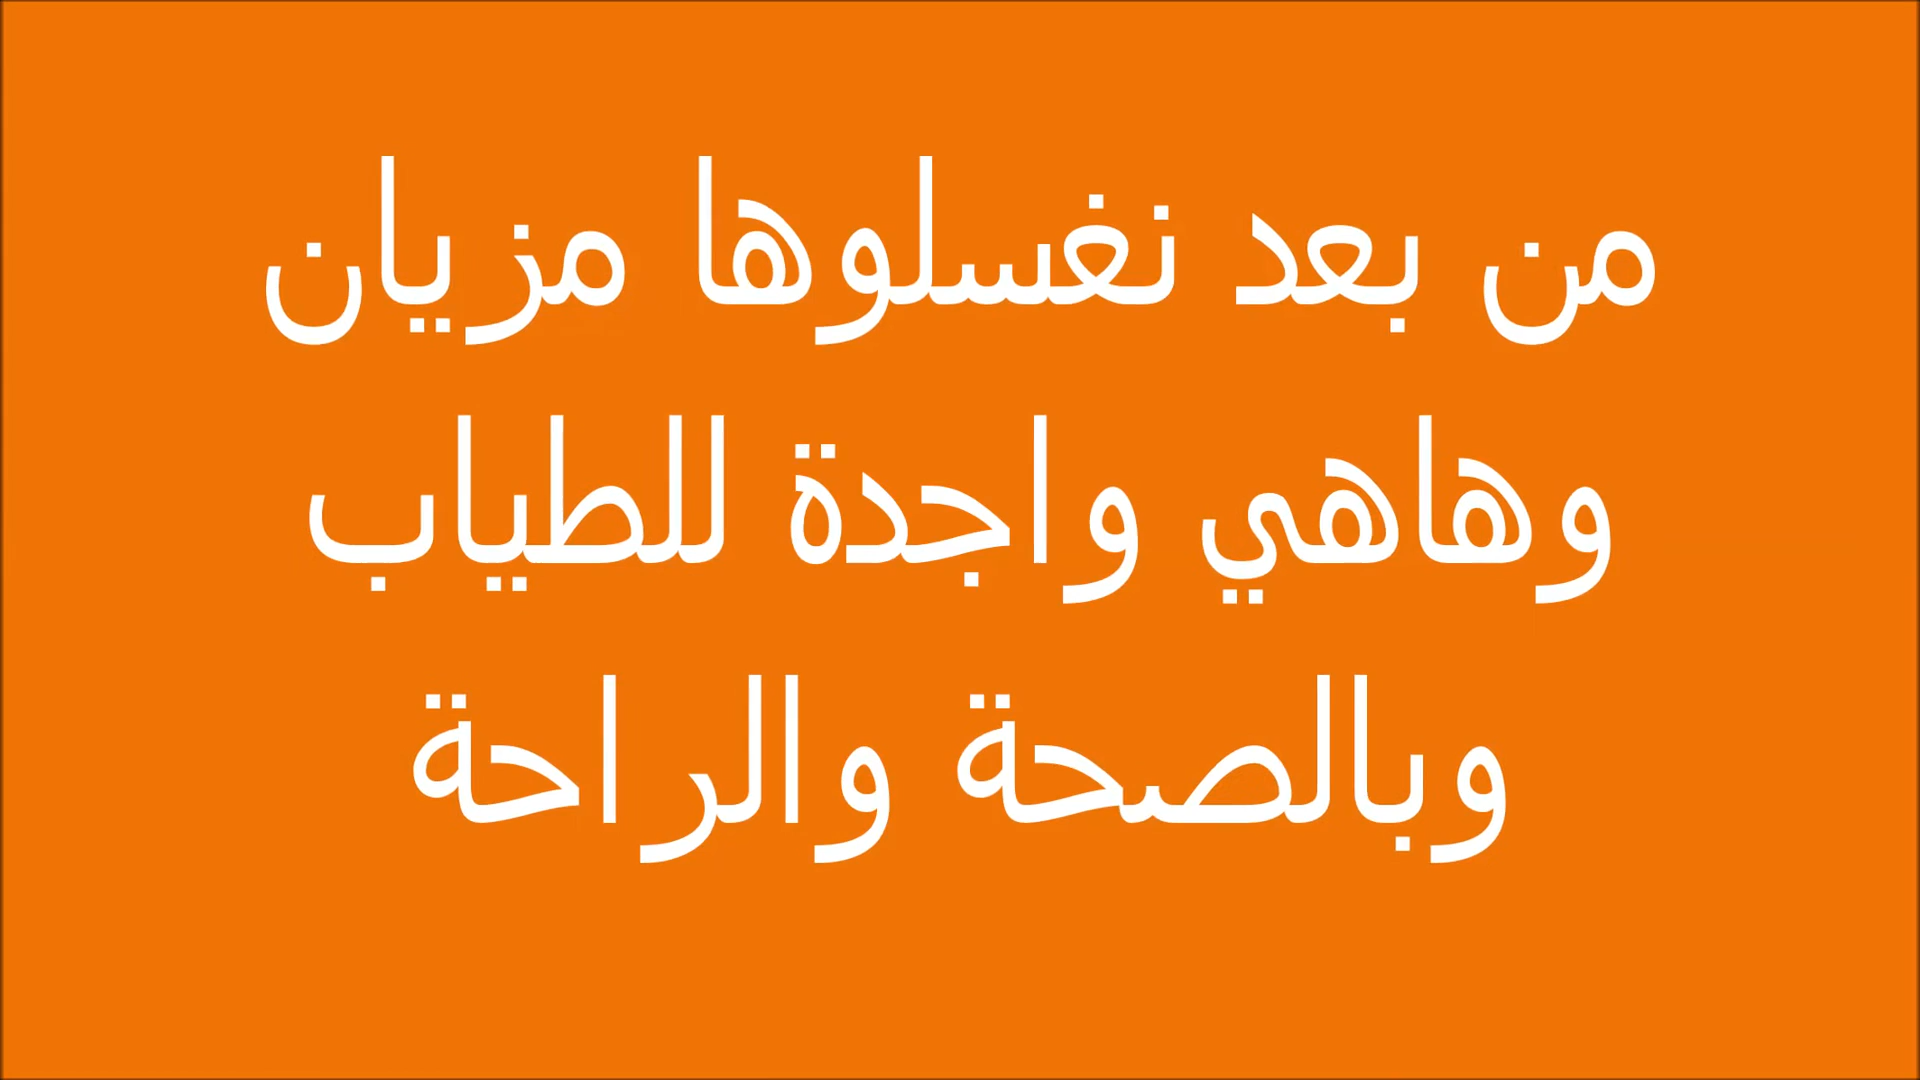 من بعد نغسلوها مزيان
وهاهي واجدة للطياب
وبالصحة والراحة